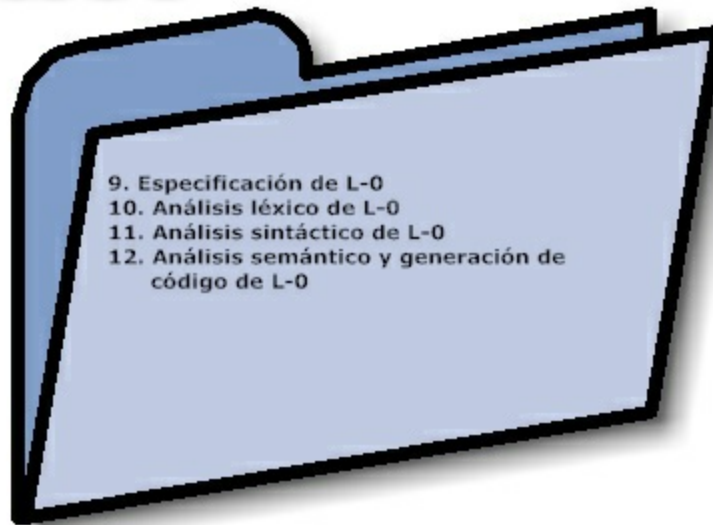 9. Especificación de L-0
10. Análisis léxico de L-0
11. Análisis sintáctico de L-0
12. Análisis semántico y generación de
código de L-0